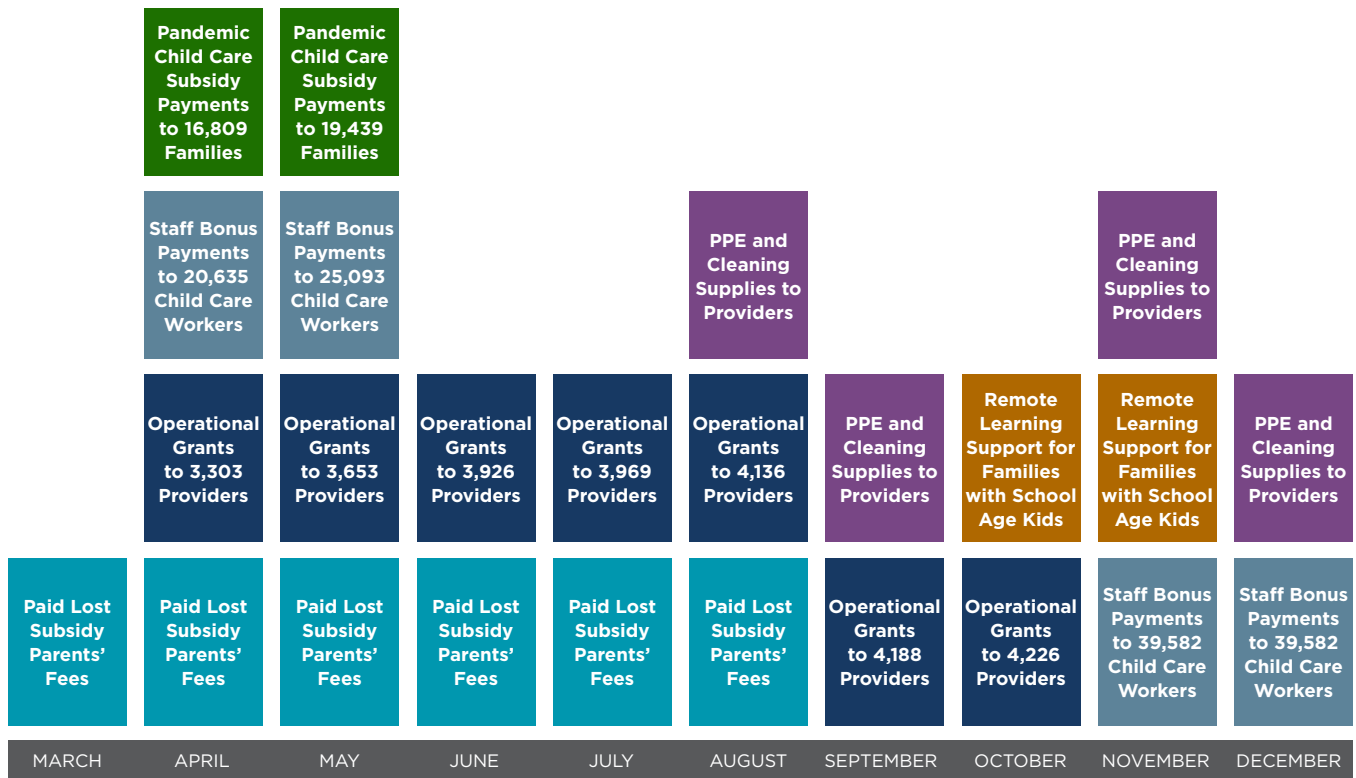 Pandemic
Child Care
Subsidy
Payments
to 16,809
Families
Pandemic
Child Care
Subsidy
Payments
to 19,439
Families
Staff Bonus
Payments
to 20,635
Child Care
Workers
Staff Bonus
Payments
to 25,093
Child Care
Workers
PPE and
Cleaning
Supplies to
Providers
PPE and
Cleaning
Supplies to
Providers
Operational
Grants
to 3,303
Providers
Operational
Grants
to 3,653
Providers
Operational
Grants
to 3,926
Providers
Operational
Grants
to 3,969
Providers
Operational
Grants
to 4,136
Providers
PPE and
Cleaning
Supplies to
Providers
Remote
Learning
Support for
Families
with School
Age Kids
Remote
Learning
Support for
Families
with School
Age Kids
PPE and
Cleaning
Supplies to
Providers
Paid Lost
Subsidy
Parents’
Fees
Paid Lost
Subsidy
Parents’
Fees
Paid Lost
Subsidy
Parents’
Fees
Paid Lost
Subsidy
Parents’
Fees
Paid Lost
Subsidy
Parents’
Fees
Paid Lost
Subsidy
Parents’
Fees
Operational
Grants
to 4,188
Providers
Operational
Grants
to 4,226
Providers
Staff Bonus
Payments
to 39,582
Child Care
Workers
Staff Bonus
Payments
to 39,582
Child Care
Workers
MARCH APRIL MAY JUNE JULY AUGUST SEPTEMBER OCTOBER NOVEMBER DECEMBER